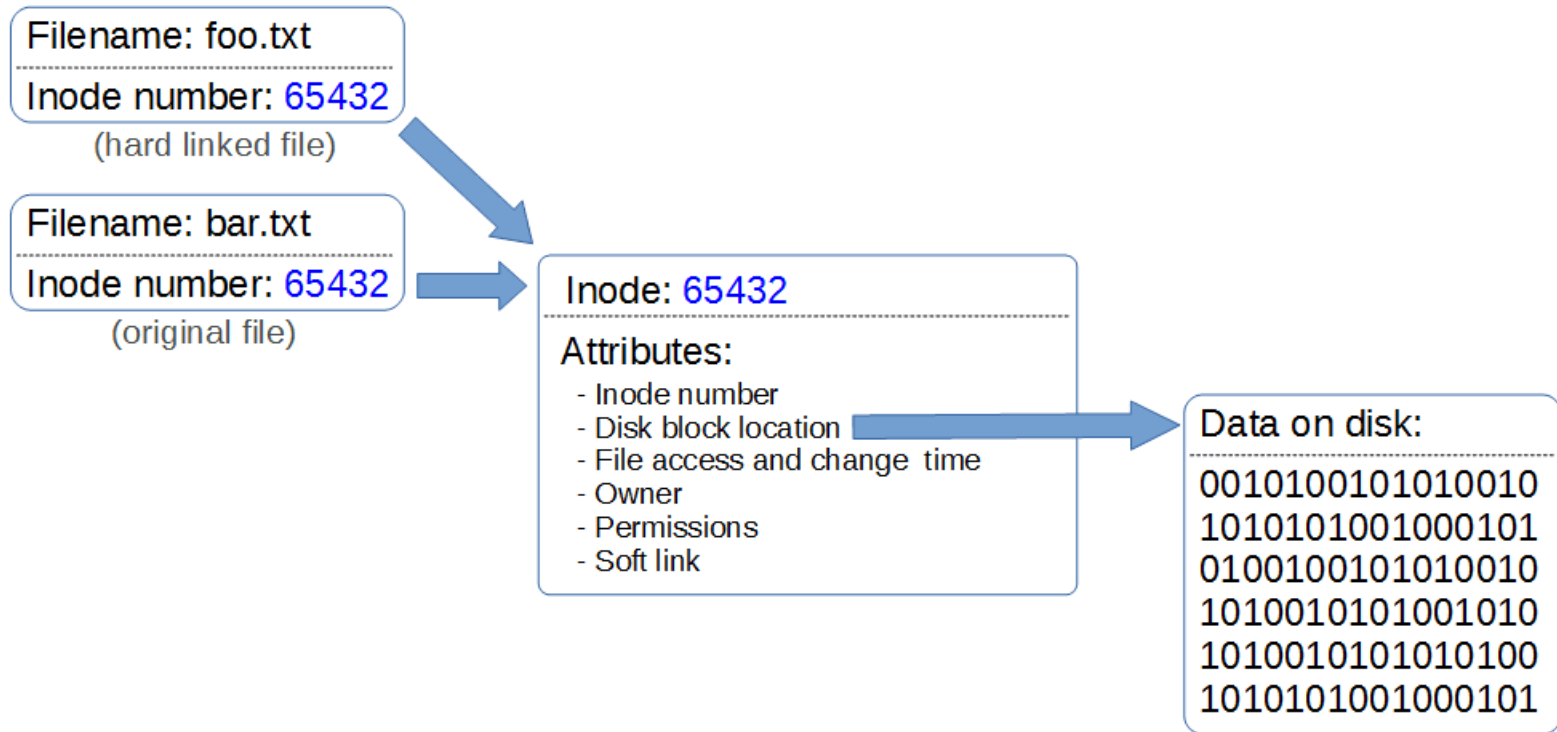 Filename: foo.txt
Inode number: 65432
(hard linked file)
Filename: bar.txt
Inode number: 65432
(original file)
Inode: 65432
Attributes:
- Inode number
- Disk block location
- File access and change time
- Owner
- Permissions
- Soft link
Data on disk:
0010100101010010
1010101001000101
0100100101010010
1010010101001010
1010010101010100
1010101001000101